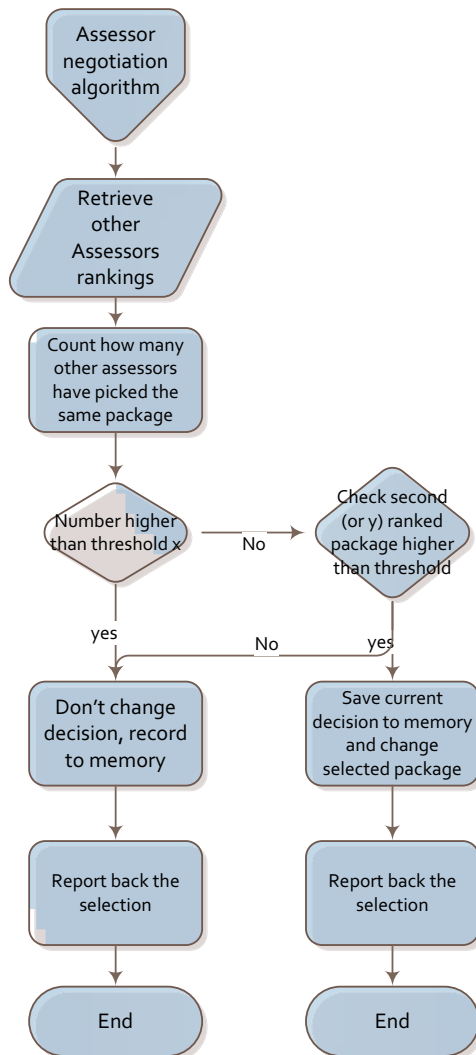 Assessor
negotiation
algorithm
Retrieve
other
Assessors
rankings
Count how many
other assessors
have picked the
same package
Number higher
than threshold x
No
Check second
(or y) ranked
package higher
than threshold
yes
No
yes
Don't change
decision, record
to memory
Save current
decision to memory
and change
selected package
Report back the
selection
Report back the
selection
End
End